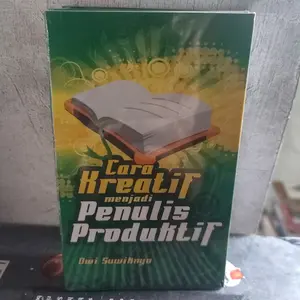 Cara
Kreatif
menjadi
Penulis
Produktif
Dwi Suwiknyo